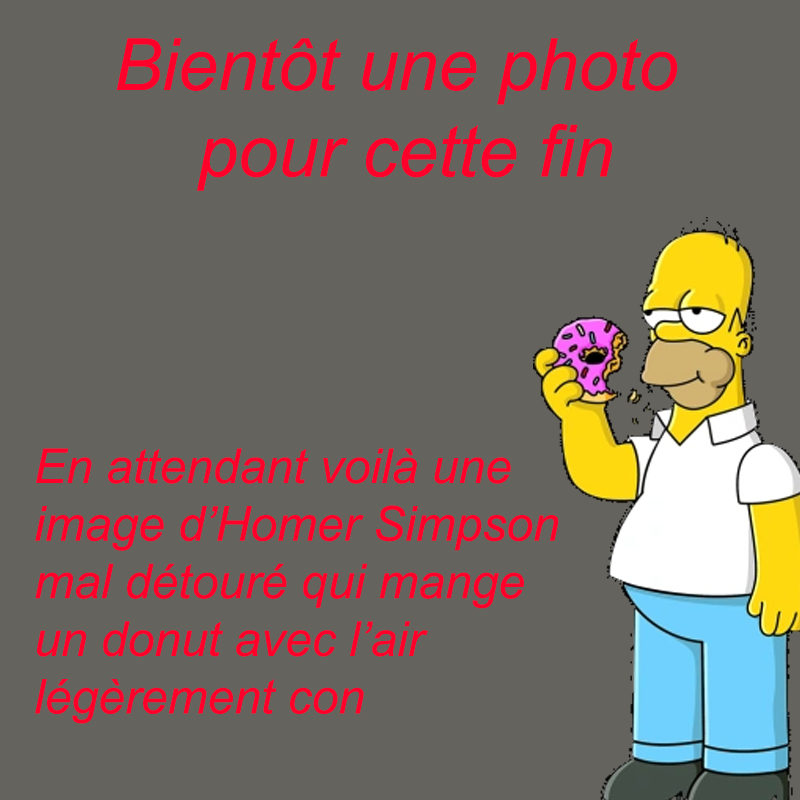 Bientôt une photo
pour cette fin
En attendant voilà une
image d’Homer Simpson
mal détouré qui mange
un donut avec l’air
légèrement con